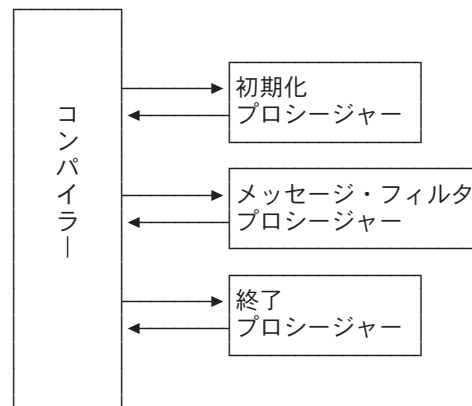 コンパイラー
初期化
プロシージャー
メッセージ・フィルタ
プロシージャー
終了
プロシージャー